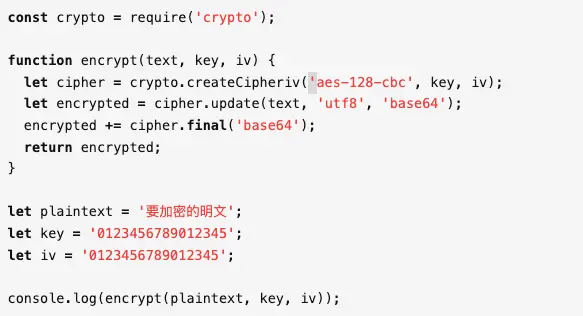 const crypto = require('crypto');
function encrypt(text, key, iv) {
let cipher = crypto.createCipheriv('aes-128-cbc', key, iv);
let encrypted = cipher.update(text, 'utf8', 'base64');
encrypted += cipher.final('base64');
return encrypted;
}
let plaintext = '要加密的明文';
let key = '0123456789012345';
let iv = '0123456789012345';
console.log(encrypt(plaintext, key, iv));